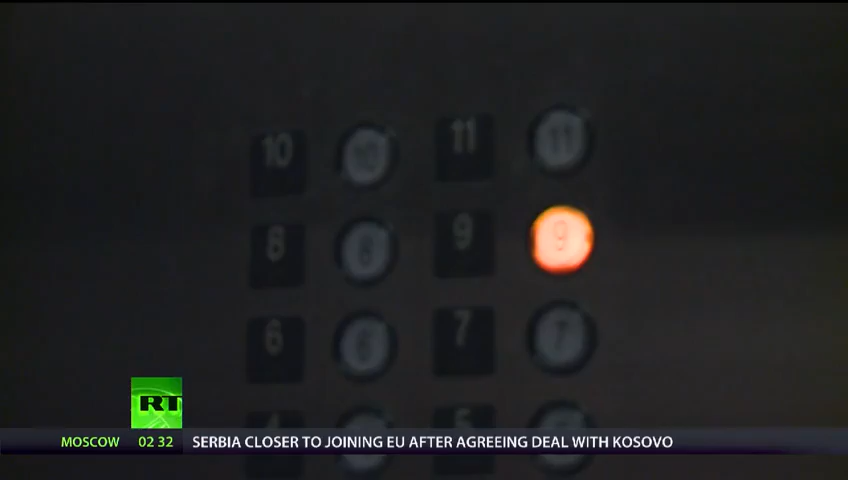 10 10 11 11
8 8 9 9
6 6 7 7
5
RT
MOSCOW 02 32 SERBIA CLOSER TO JOINING EU AFTER AGREEING DEAL WITH KOSOVO